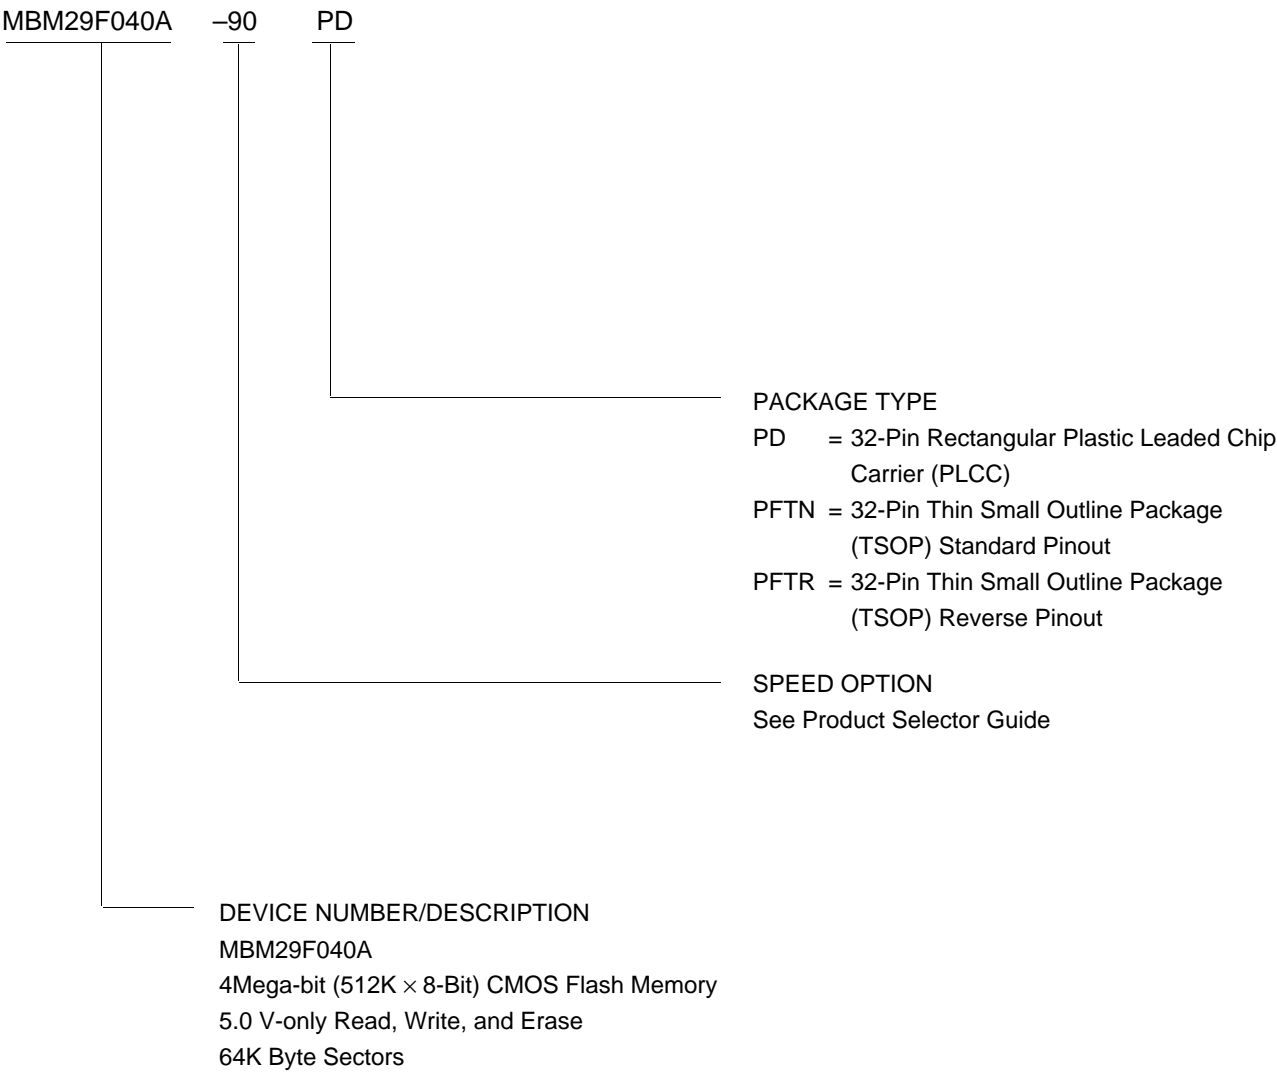 MBM29F040A –90 PD
PACKAGE TYPE
PD = 32-Pin Rectangular Plastic Leaded Chip
Carrier (PLCC)
PFTN = 32-Pin Thin Small Outline Package
(TSOP) Standard Pinout
PFTR = 32-Pin Thin Small Outline Package
(TSOP) Reverse Pinout
SPEED OPTION
See Product Selector Guide
DEVICE NUMBER/DESCRIPTION
MBM29F040A
4Mega-bit (512K × 8-Bit) CMOS Flash Memory
5.0 V-only Read, Write, and Erase
64K Byte Sectors